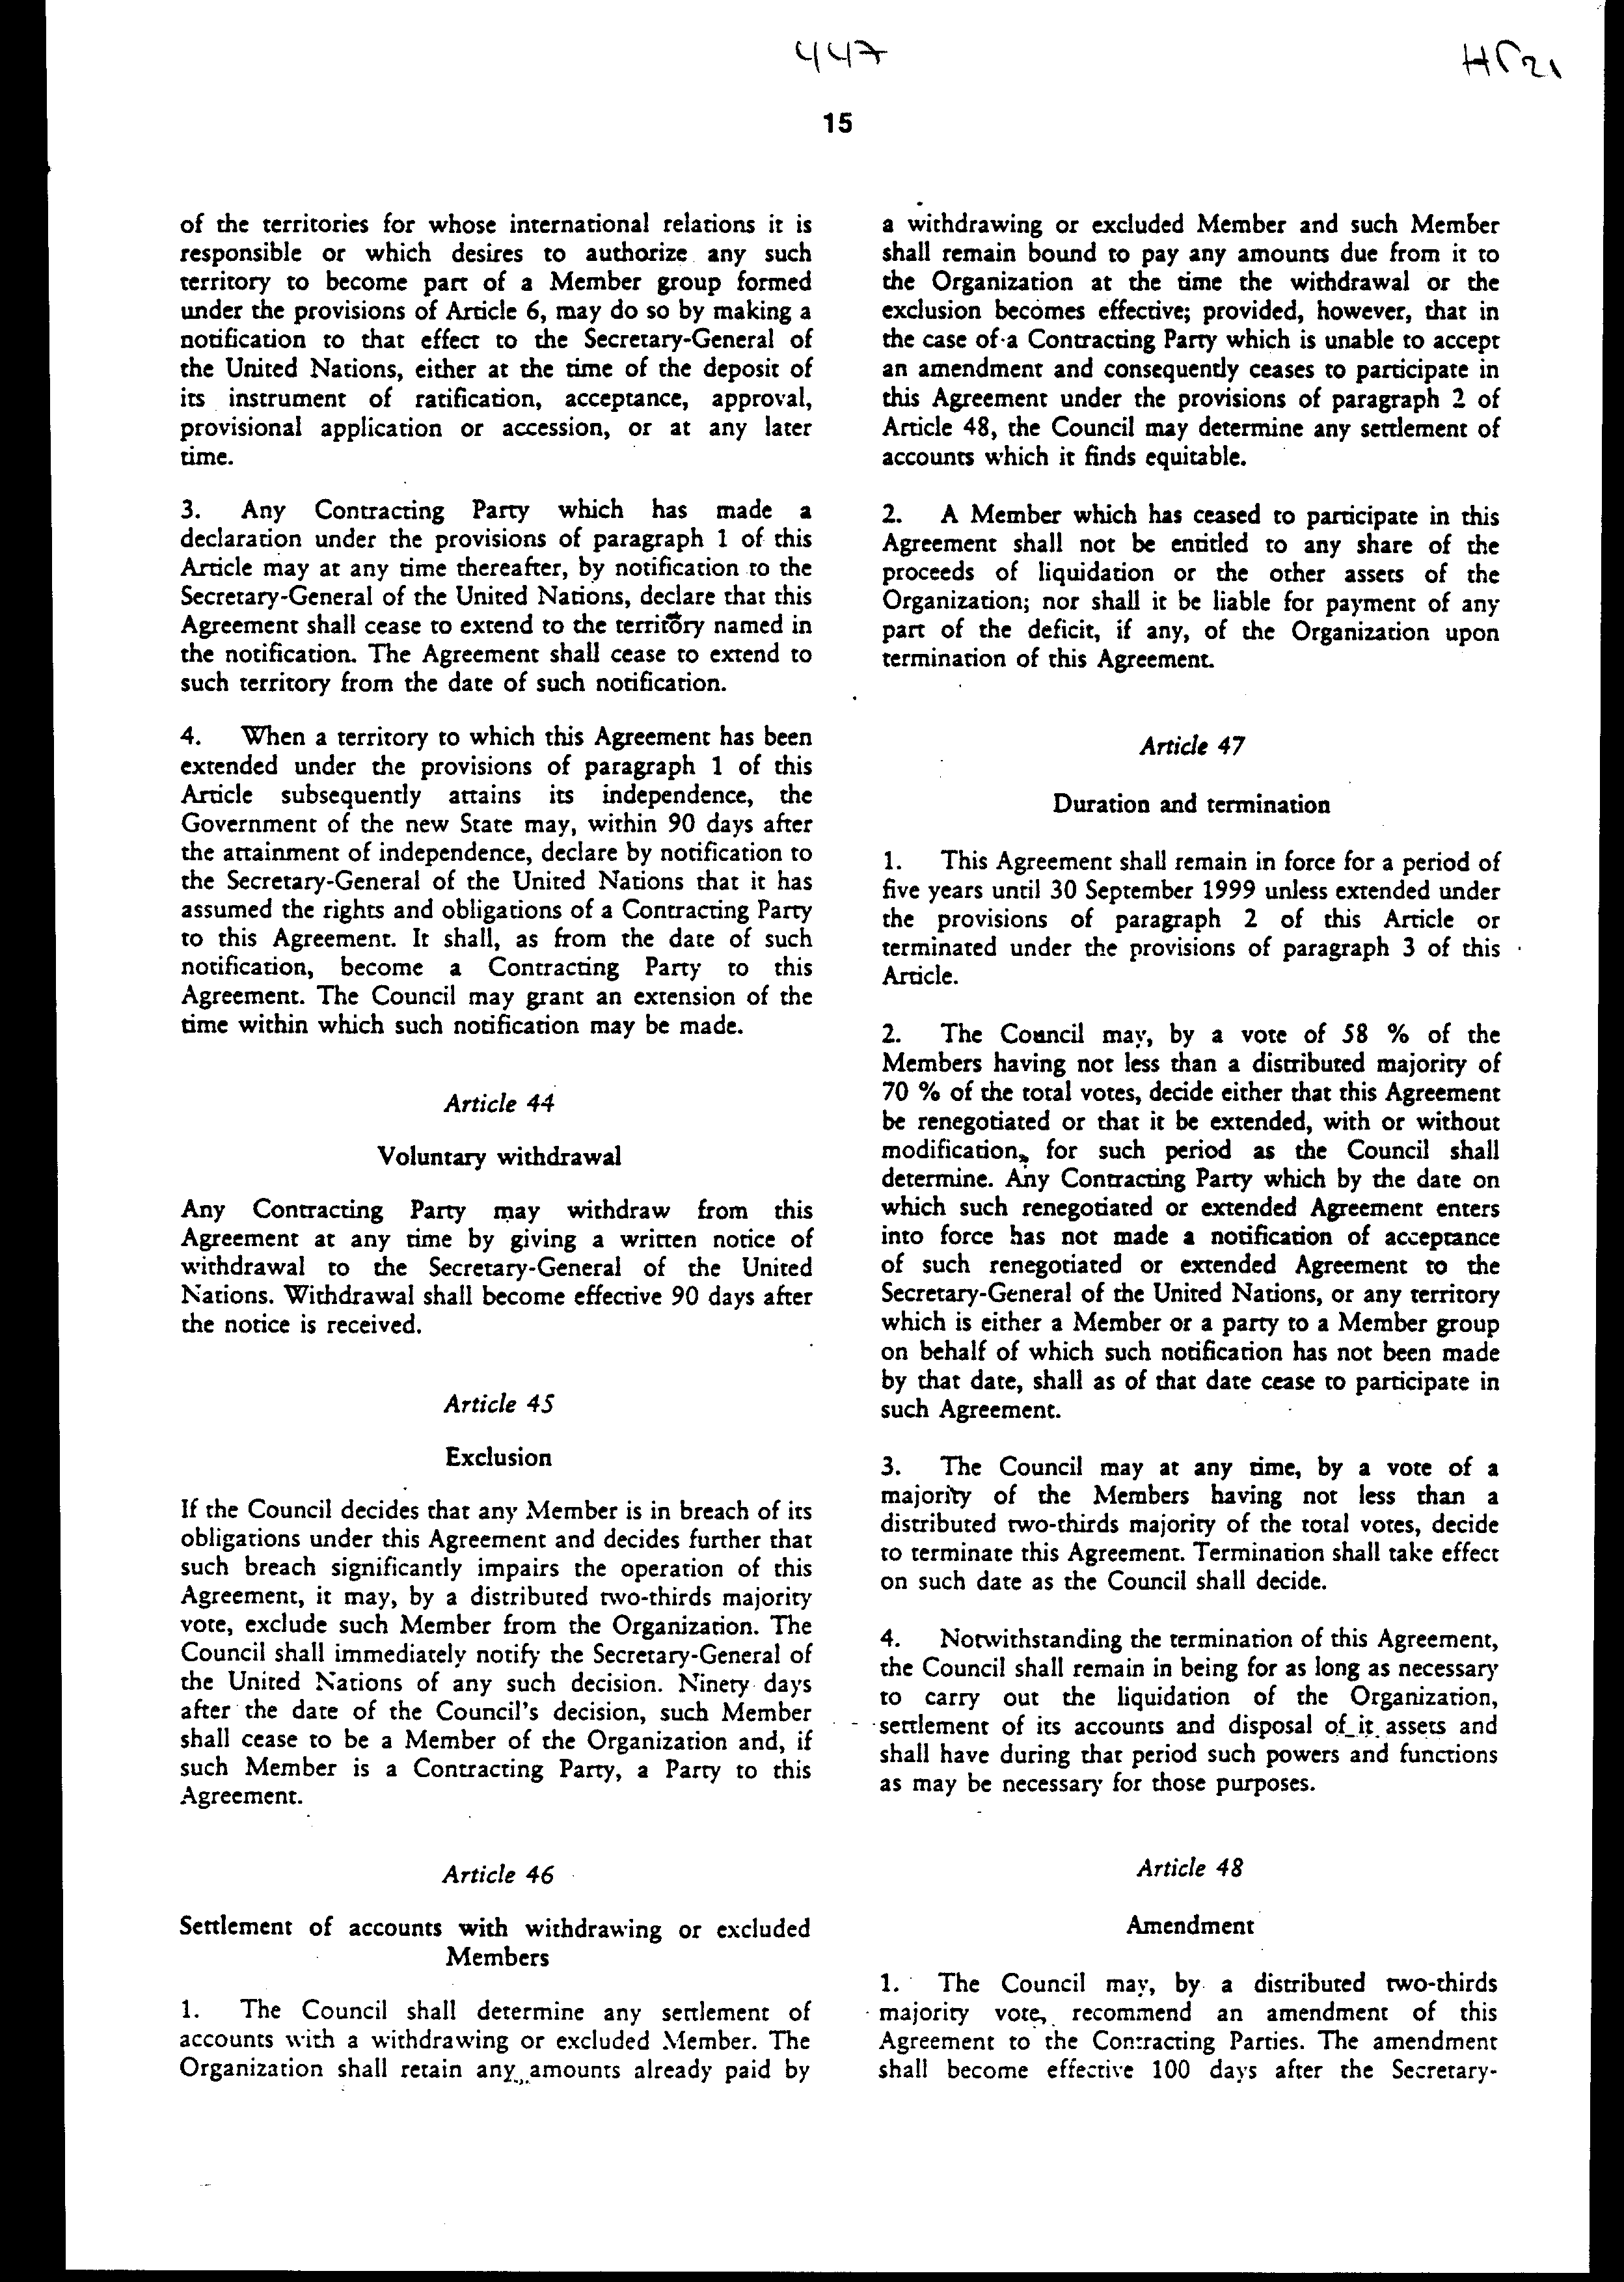 447
15
of the territories for whose international relations it is
responsible or which desires to authorize any such
territory to become part of a Member group formed
under the provisions of Article 6, may do so by making a
notification to that effect to the Secretary-General of
the United Nations, either at the time of the deposit of
its instrument of ratification, acceptance, approval,
provisional application or accession, or at any later
time.
3. Any Contracting Party which has made a
declaration under the provisions of paragraph 1 of this
Article may at any time thereafter, by notification to the
Secretary-General of the United Nations, declare that this
Agreement shall cease to extend to the territory named in
the notification. The Agreement shall cease to extend to
such territory from the date of such notification.
4. When a territory to which this Agreement has been
extended under the provisions of paragraph 1 of this
Article subsequently attains its independence, the
Government of the new State may, within 90 days after
the attainment of independence, declare by notification to
the Secretary-General of the United Nations that it has
assumed the rights and obligations of a Contracting Party
to this Agreement. It shall, as from the date of such
notification, become a Contracting Party to this
Agreement. The Council may grant an extension of the
time within which such notification may be made.
Article 44
Voluntary withdrawal
Any Contracting Party may withdraw from this
Agreement at any time by giving a written notice of
withdrawal to the Secretary-General of the United
Nations. Withdrawal shall become effective 90 days after
the notice is received.
Article 45
Exclusion
If the Council decides that any Member is in breach of its
obligations under this Agreement and decides further that
such breach significantly impairs the operation of this
Agreement, it may, by a distributed two-thirds majority
vote, exclude such Member from the Organization. The
Council shall immediately notify the Secretary-General of
the United Nations of any such decision. Ninety days
after the date of the Council's decision, such Member
shall cease to be a Member of the Organization and, if
such Member is a Contracting Party, a Party to this
Agreement.
Article 46
Settlement of accounts with withdrawing or excluded
Members
1. The Council shall determine any settlement of
accounts with a withdrawing or excluded Member. The
Organization shall retain any amounts already paid by
a withdrawing or excluded Member and such Member
shall remain bound to pay any amounts due from it to
the Organization at the time the withdrawal or the
exclusion becomes effective; provided, however, that in
the case of a Contracting Party which is unable to accept
an amendment and consequently ceases to participate in
this Agreement under the provisions of paragraph 2 of
Article 48, the Council may determine any settlement of
accounts which it finds equitable.
2. A Member which has ceased to participate in this
Agreement shall not be entitled to any share of the
proceeds of liquidation or the other assets of the
Organization; nor shall it be liable for payment of any
part of the deficit, if any, of the Organization upon
termination of this Agreement.
Article 47
Duration and termination
1. This Agreement shall remain in force for a period of
five years until 30 September 1999 unless extended under
the provisions of paragraph 2 of this Article or
terminated under the provisions of paragraph 3 of this
Article.
2. The Council may, by a vote of 58 % of the
Members having not less than a distributed majority of
70 % of the total votes, decide either that this Agreement
be renegotiated or that it be extended, with or without
modification, for such period as the Council shall
determine. Any Contracting Party which by the date on
which such renegotiated or extended Agreement enters
into force has not made a notification of acceptance
of such renegotiated or extended Agreement to the
Secretary-General of the United Nations, or any territory
which is either a Member or a party to a Member group
on behalf of which such notification has not been made
by that date, shall as of that date cease to participate in
such Agreement.
3. The Council may at any time, by a vote of a
majority of the Members having not less than a
distributed two-thirds majority of the total votes, decide
to terminate this Agreement. Termination shall take effect
on such date as the Council shall decide.
4. Notwithstanding the termination of this Agreement,
the Council shall remain in being for as long as necessary
to carry out the liquidation of the Organization,
settlement of its accounts and disposal of it assets and
shall have during that period such powers and functions
as may be necessary for those purposes.
Article 48
Amendment
1. The Council may, by a distributed two-thirds
majority vote, recommend an amendment of this
Agreement to the Contracting Parties. The amendment
shall become effective 100 days after the Secretary-